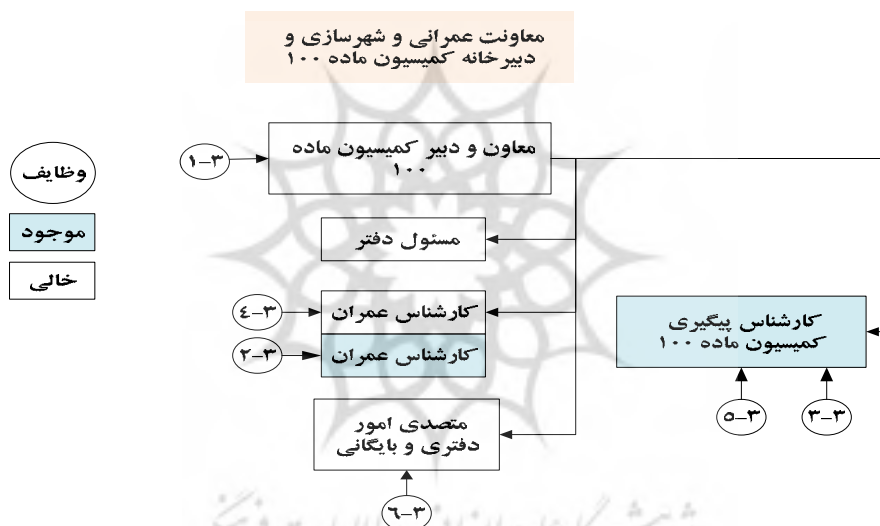 معاونت عمرانی و شهرسازی و
دبیرخانه کمیسیون ماده ۱۰۰
معاون و دبیر کمیسیون ماده
۱۰۰
۱-۳
وظایف
موجود
خالی
مسئول دفتر
کارشناس عمران
۴-۳
کارشناس عمران
۲-۳
کارشناس پیگیری
کمیسیون ماده ۱۰۰
۳-۳
۵-۳
متصدی امور
دفتری و بایگانی
۶-۳